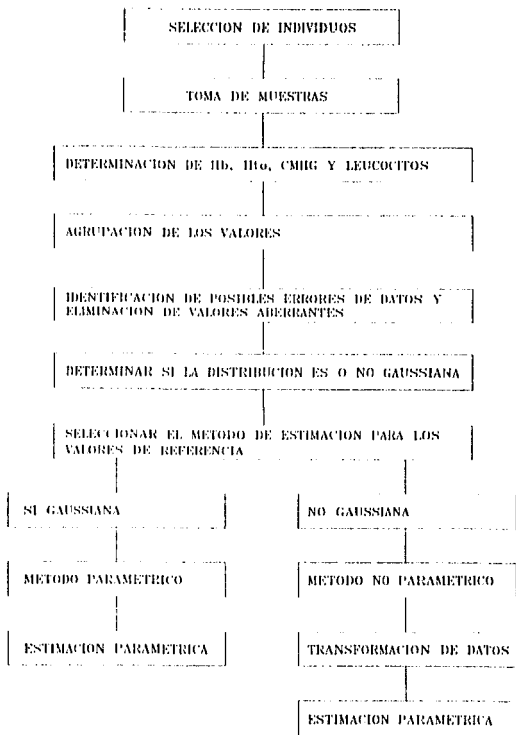 SELECCION DE INDIVIDUOS
TOMA DE MUESTRAS
DETERMINACION DE Hb, Hto, CMHG Y LEUCOCITOS
AGRUPACION DE LOS VALORES
IDENTIFICACION DE POSIBLES ERRORES DE DATOS Y
ELIMINACION DE VALORES ABERRANTES
DETERMINAR SI LA DISTRIBUCION ES O NO GAUSSIANA
SELECCIONAR EL METODO DE ESTIMACION PARA LOS
VALORES DE REFERENCIA
SI GAUSSIANA
NO GAUSSIANA
METODO PARAMETRICO
METODO NO PARAMETRICO
ESTIMACION PARAMETRICA
TRANSFORMACION DE DATOS
ESTIMACION PARAMETRICA